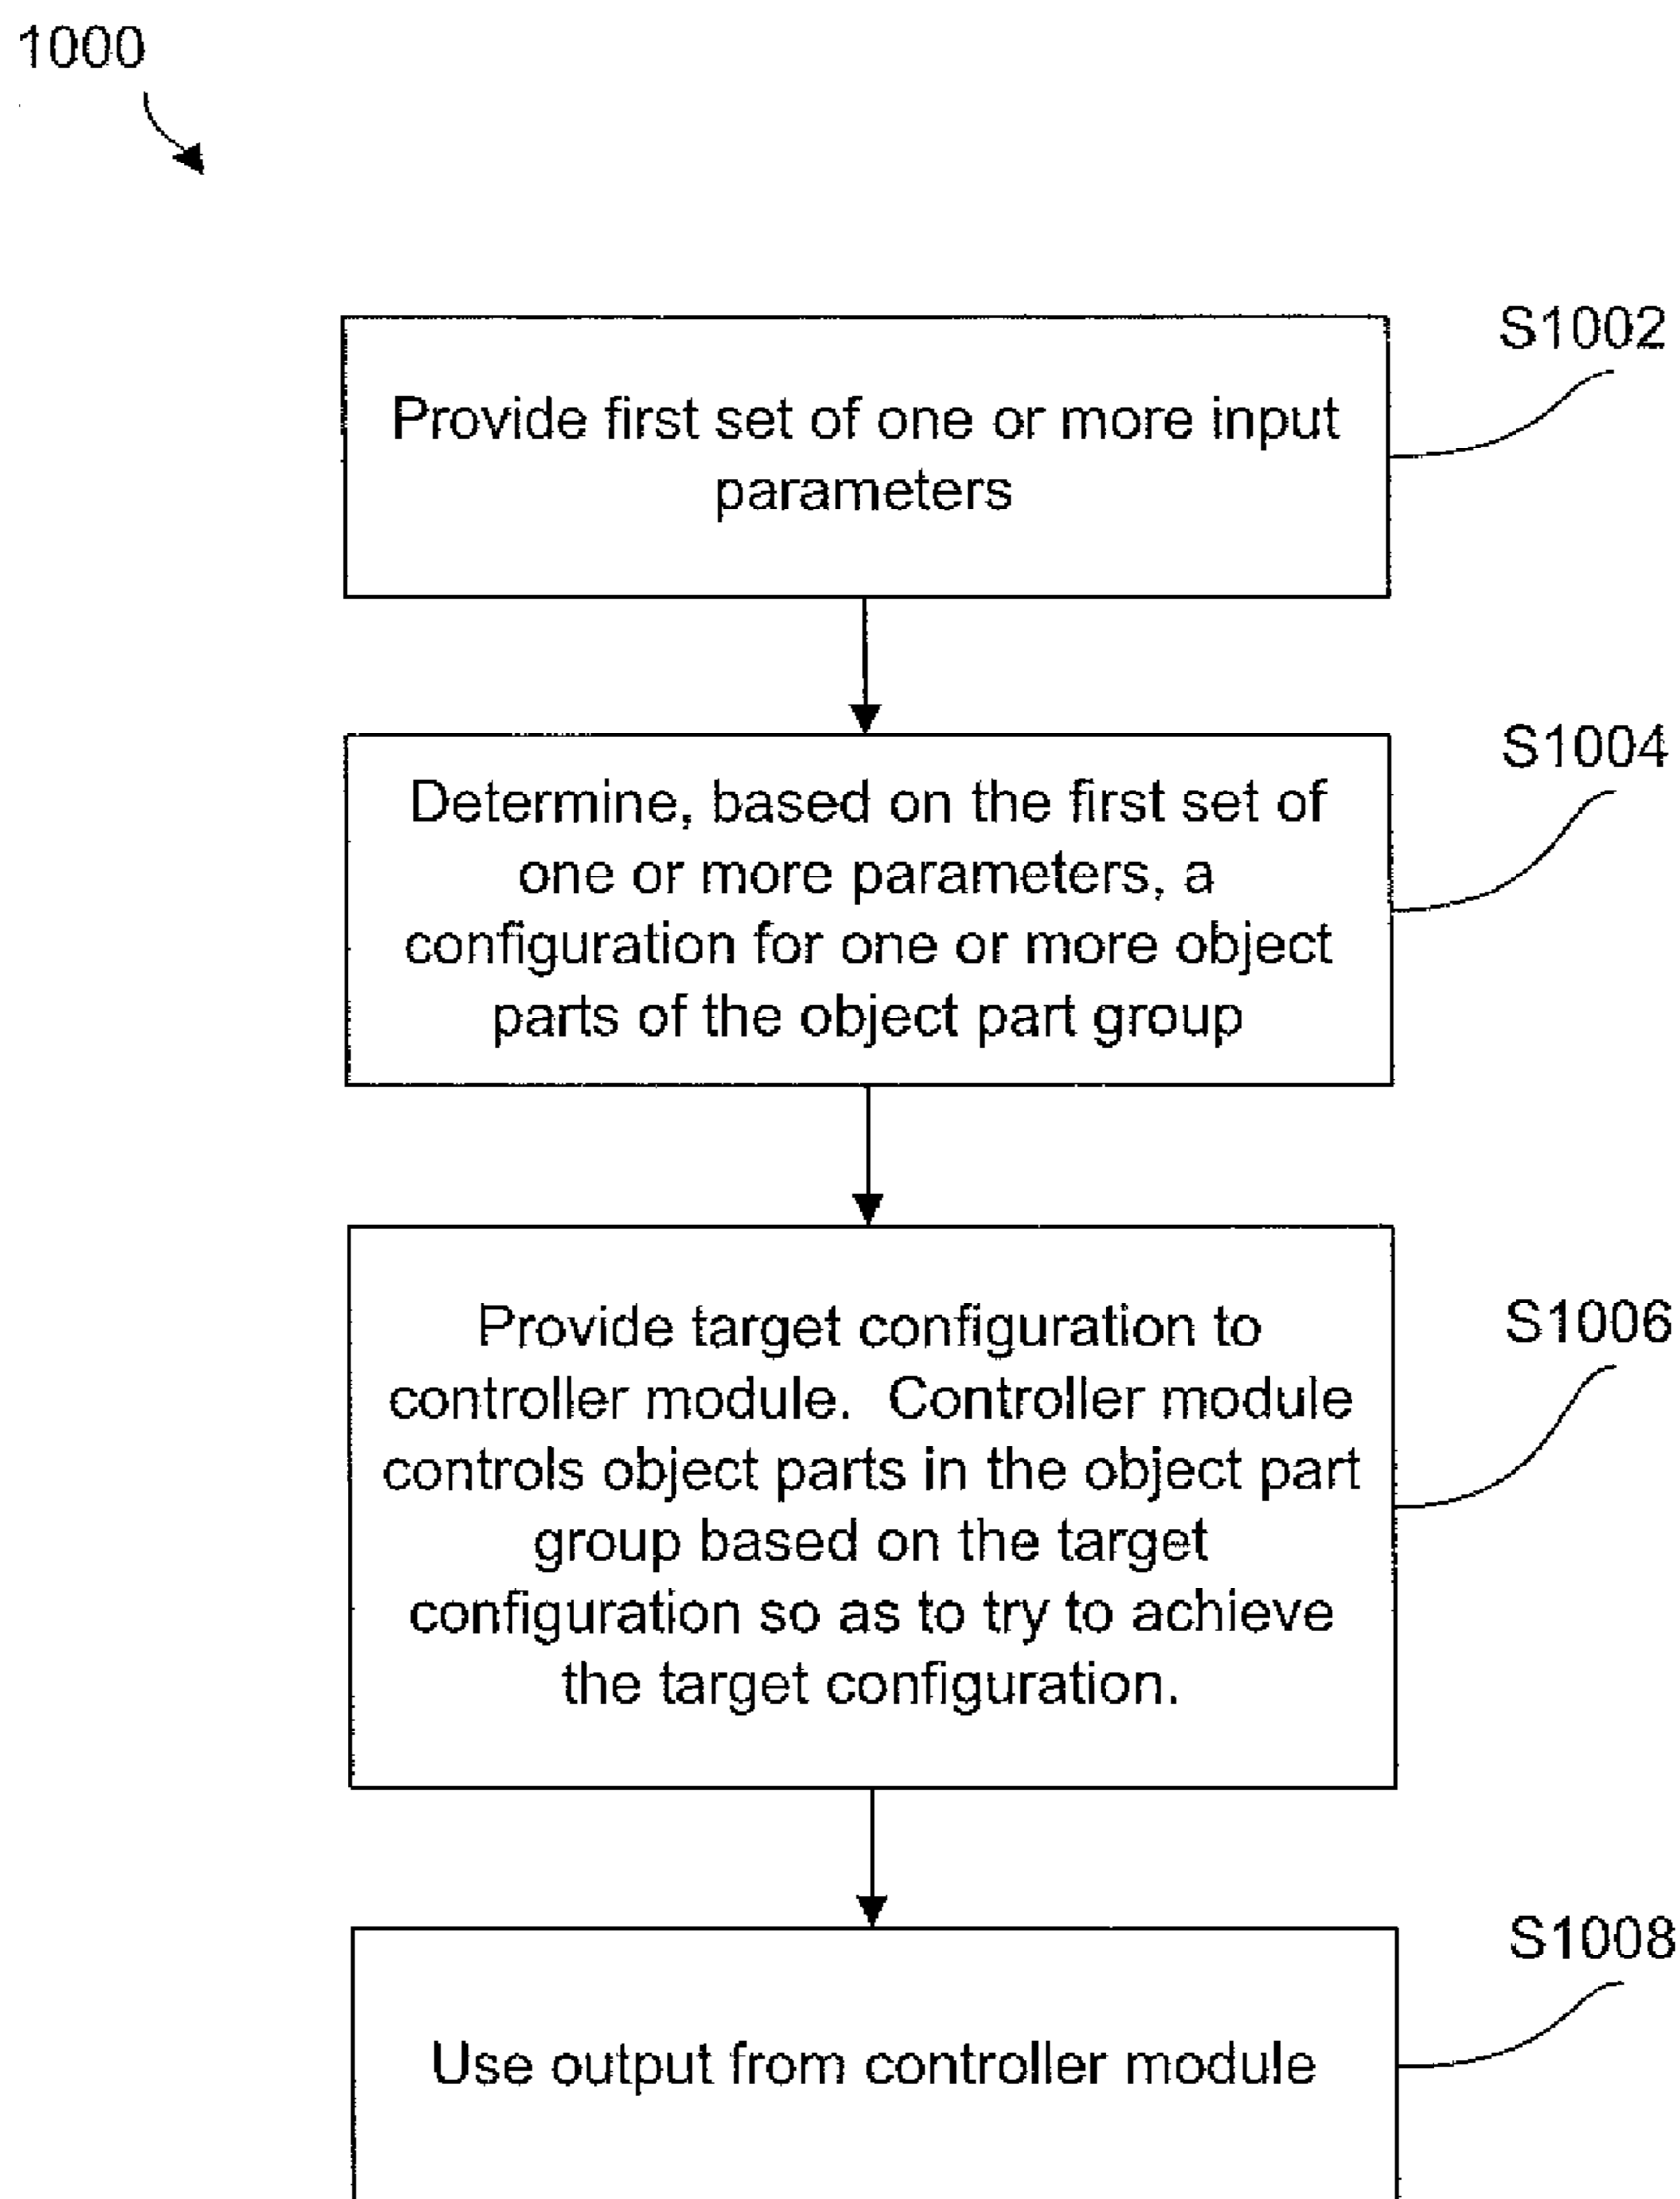 1000
S1002
Provide first set of one or more input
parameters
S1004
Determine, based on the first set of
one or more parameters, a
configuration for one or more object
parts of the object part group
S1006
Provide target configuration to
controller module. Controller module
controls object parts in the object part
group based on the target
configuration so as to try to achieve
the target configuration.
S1008
Use output from controller module